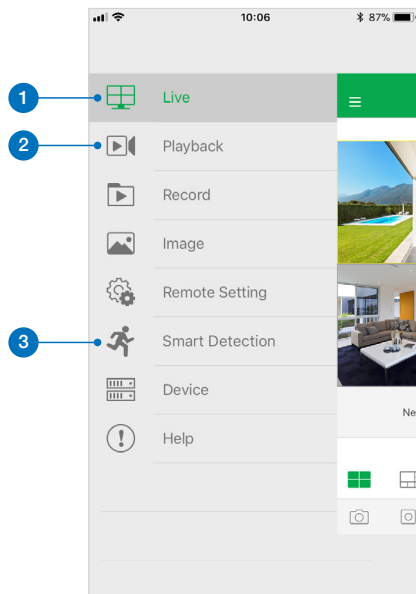 10:06
87%
1
Live
2
Playback
Record
Image
Remote Setting
3
Smart Detection
Device
Ne
Help